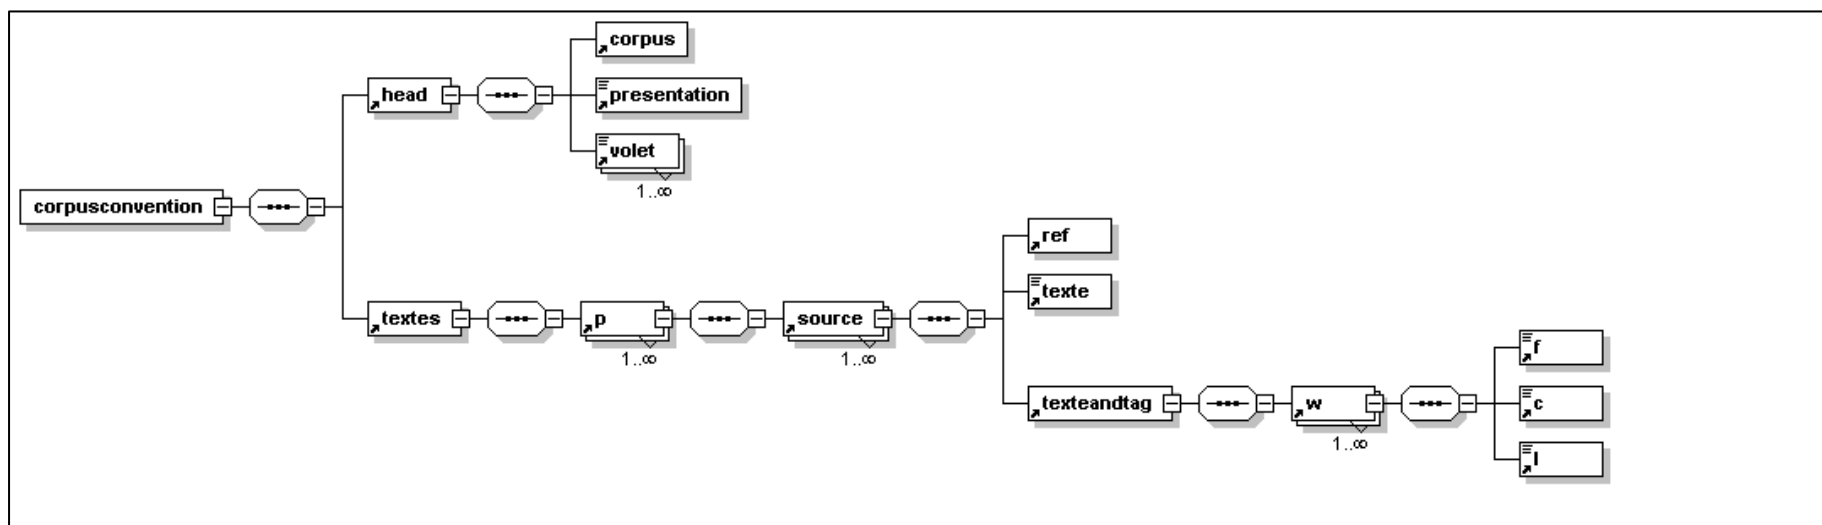 corpus
head
presentation
volet
1..∞
corpusconvention
ref
texte
textes
p
source
1..∞
1..∞
f
texteandtag
w
c
1..∞
l